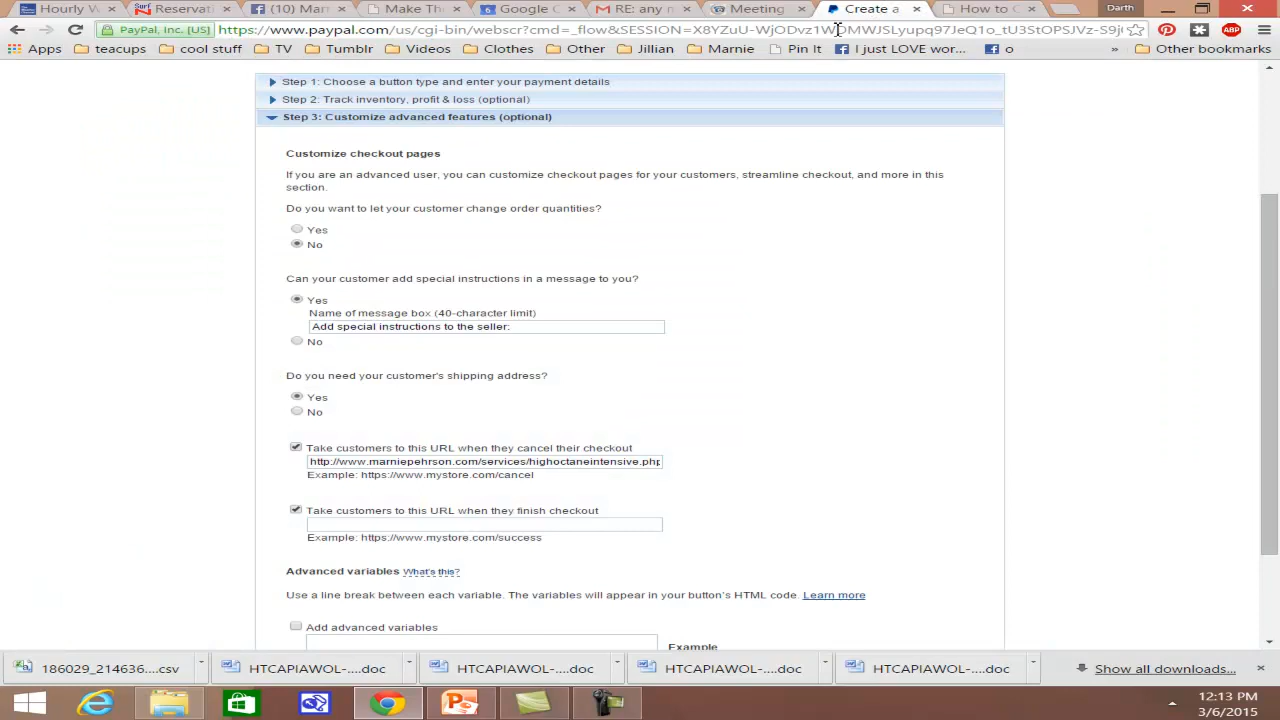 Hourly W
Reservati
(10) Marn
Make The
Google C
RE: any m
Meeting
Create a
How to C
Darth
PayPal, Inc. [US]
Apps
teacups
cool stuff
TV
Tumblr
Videos
Clothes
Other
Jillian
Marnie
Pin It
I just LOVE wor...
o
»
Other bookmarks
Step 1: Choose a button type and enter your payment details
Step 2: Track inventory, profit & loss (optional)
Step 3: Customize advanced features (optional)
Customize checkout pages
If you are an advanced user, you can customize checkout pages for your customers, streamline checkout, and more in this
section.
Do you want to let your customer change order quantities?
Yes
No
Can your customer add special instructions in a message to you?
Yes
Name of message box (40-character limit)
Add special instructions to the seller:
No
Do you need your customer's shipping address?
Yes
No
Take customers to this URL when they cancel their checkout
http://www.marniepehrson.com/services/highoctaneintensive.php
Example: https://www.mystore.com/cancel
Take customers to this URL when they finish checkout
Example: https://www.mystore.com/success
Advanced variables What's this?
Use a line break between each variable. The variables will appear in your button's HTML code. Learn more
Add advanced variables
Example
186029_214636....csv
HTCAPIAWOL-....doc
HTCAPIAWOL-....doc
HTCAPIAWOL-....doc
HTCAPIAWOL-....doc
Show all downloads...
12:13 PM
3/6/2015